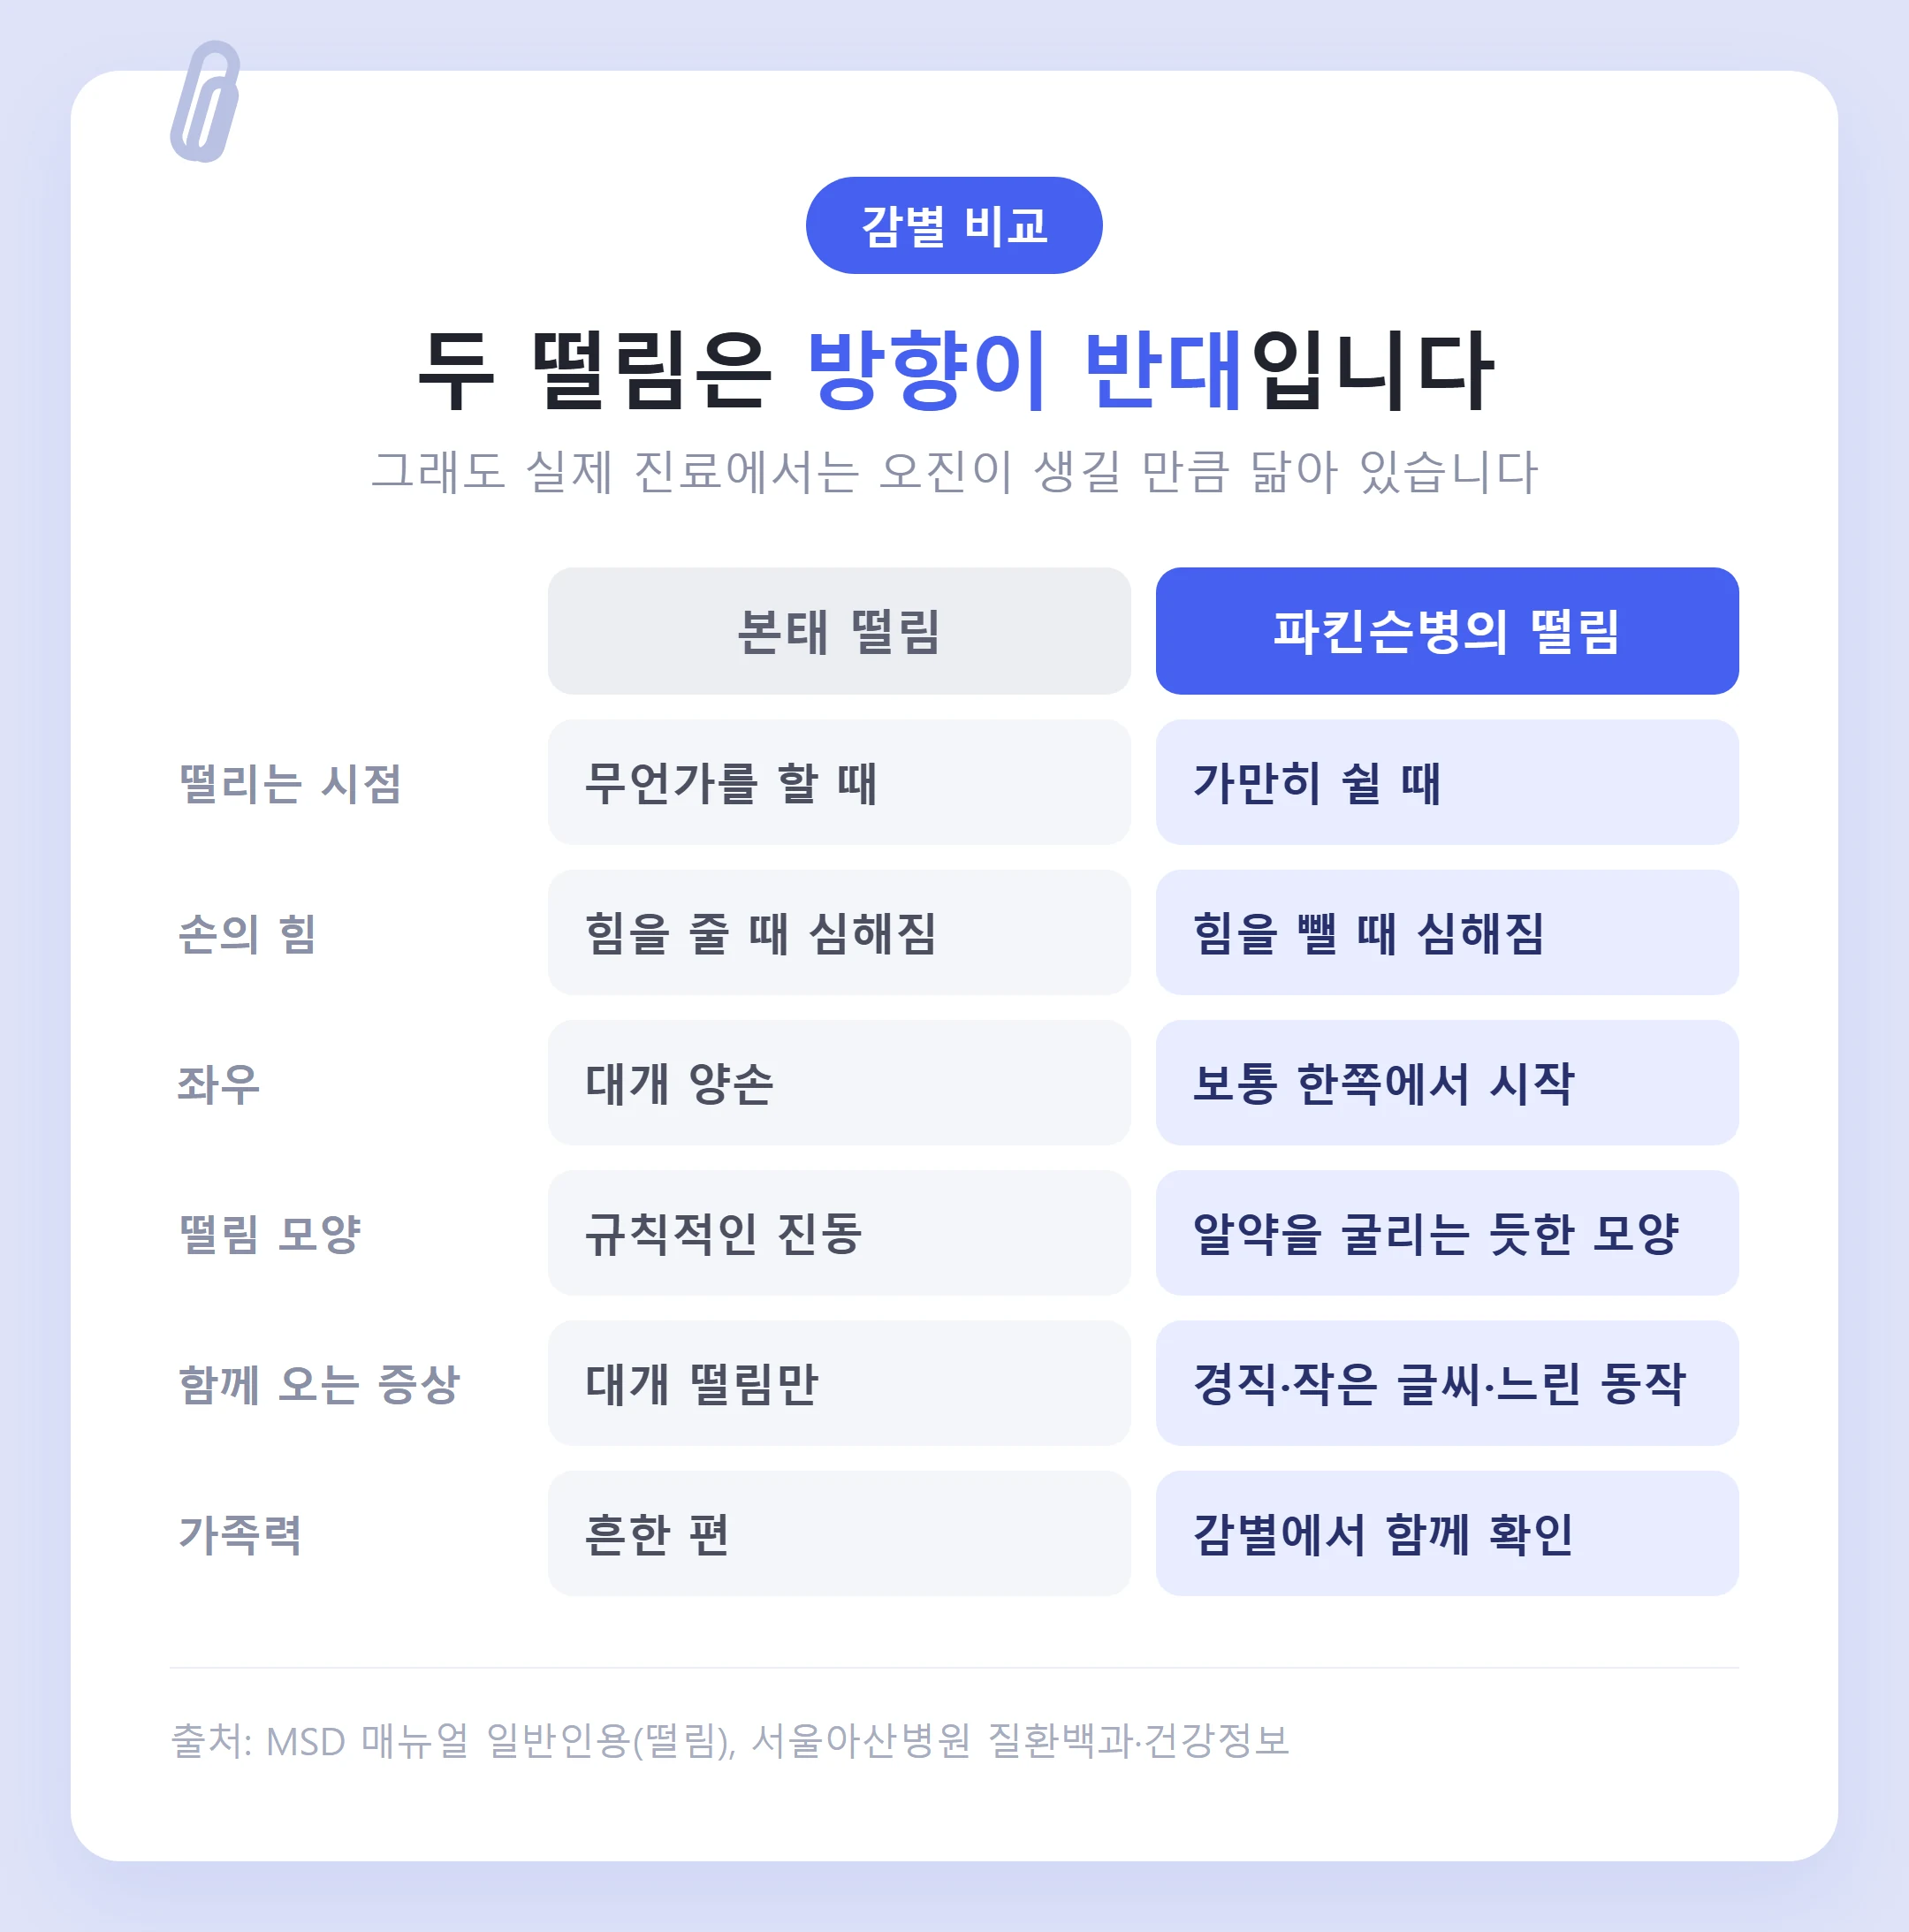 감별 비교
두 떨림은 방향이 반대입니다
그래도 실제 진료에서는 오진이 생길 만큼 닮아 있습니다
본태 떨림 파킨슨병의 떨림
떨리는 시점 무언가를 할 때 가만히 쉴 때
손의 힘 힘을 줄 때 심해짐 힘을 뺄 때 심해짐
좌우 대개 양손 보통 한쪽에서 시작
떨림 모양 규칙적인 진동 알약을 굴리는 듯한 모양
함께 오는 증상 대개 떨림만 경직·작은 글씨·느린 동작
가족력 흔한 편 감별에서 함께 확인
출처: MSD 매뉴얼 일반인용(떨림), 서울아산병원 질환백과·건강정보